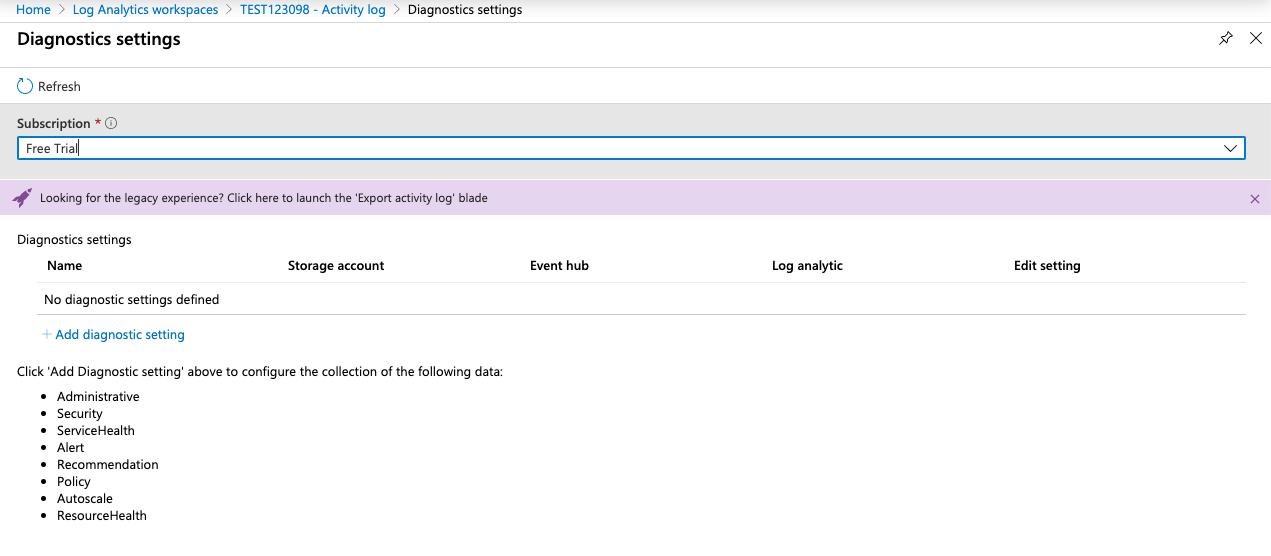 Home > Log Analytics workspaces > TEST123098 - Activity log > Diagnostics settings
Diagnostics settings
Refresh
Subscription *
Free Trial
Looking for the legacy experience? Click here to launch the 'Export activity log' blade
Diagnostics settings
Name Storage account Event hub Log analytic Edit setting
No diagnostic settings defined
+ Add diagnostic setting
Click 'Add Diagnostic setting' above to configure the collection of the following data:
• Administrative
• Security
• ServiceHealth
• Alert
• Recommendation
• Policy
• Autoscale
• ResourceHealth